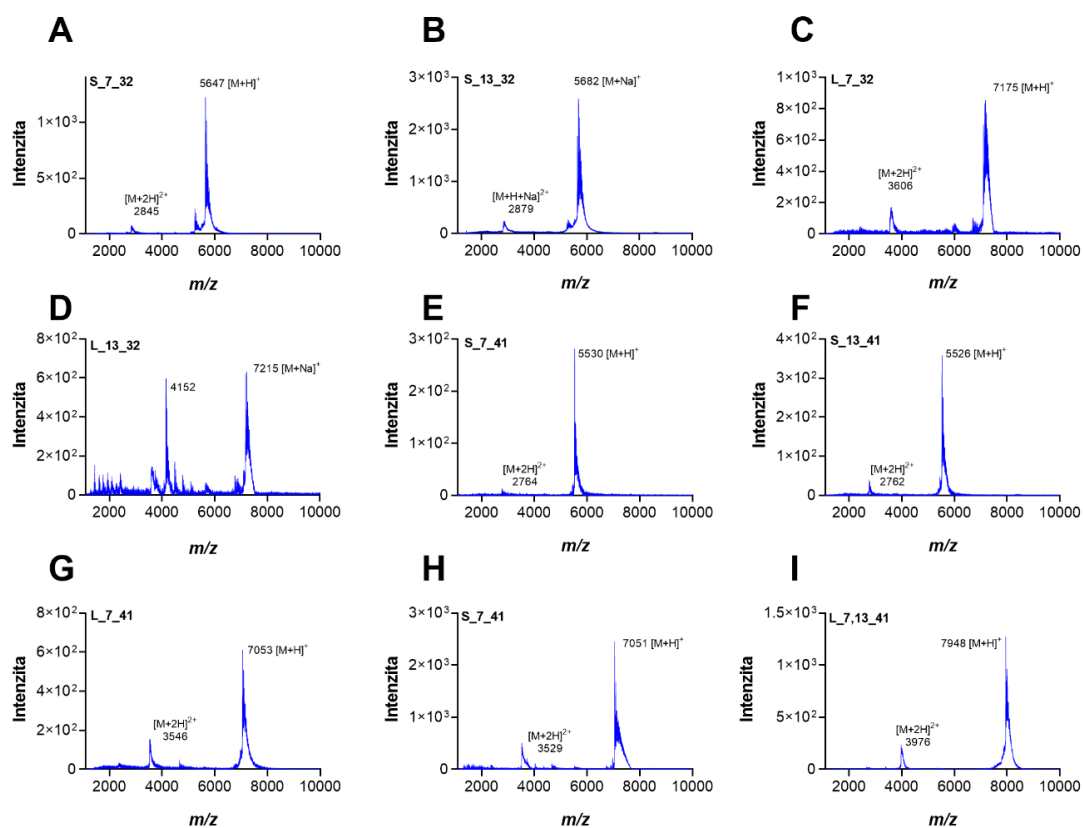 A
S_7_32
5647 [M+H]⁺
[M+2H]²⁺
2845
1×10³
5×10²
0
Intenzita
2000 4000 6000 8000 10000
m/z
B
S_13_32
5682 [M+Na]⁺
[M+H+Na]²⁺
2879
3×10³
2×10³
1×10³
0
Intenzita
2000 4000 6000 8000 10000
m/z
C
L_7_32
7175 [M+H]⁺
[M+2H]²⁺
3606
1×10³
8×10²
6×10²
4×10²
2×10²
0
Intenzita
2000 4000 6000 8000 10000
m/z
D
L_13_32
7215 [M+Na]⁺
4152
8×10²
6×10²
4×10²
2×10²
0
Intenzita
2000 4000 6000 8000 10000
m/z
E
S_7_41
5530 [M+H]⁺
[M+2H]²⁺
2764
3×10²
2×10²
1×10²
0
Intenzita
2000 4000 6000 8000 10000
m/z
F
S_13_41
5526 [M+H]⁺
[M+2H]²⁺
2762
4×10²
3×10²
2×10²
1×10²
0
Intenzita
2000 4000 6000 8000 10000
m/z
G
L_7_41
7053 [M+H]⁺
[M+2H]²⁺
3546
8×10²
6×10²
4×10²
2×10²
0
Intenzita
2000 4000 6000 8000 10000
m/z
H
S_7_41
7051 [M+H]⁺
[M+2H]²⁺
3529
3×10³
2×10³
1×10³
0
Intenzita
2000 4000 6000 8000 10000
m/z
I
L_7,13_41
7948 [M+H]⁺
[M+2H]²⁺
3976
1.5×10³
1×10³
5×10²
0
Intenzita
2000 4000 6000 8000 10000
m/z